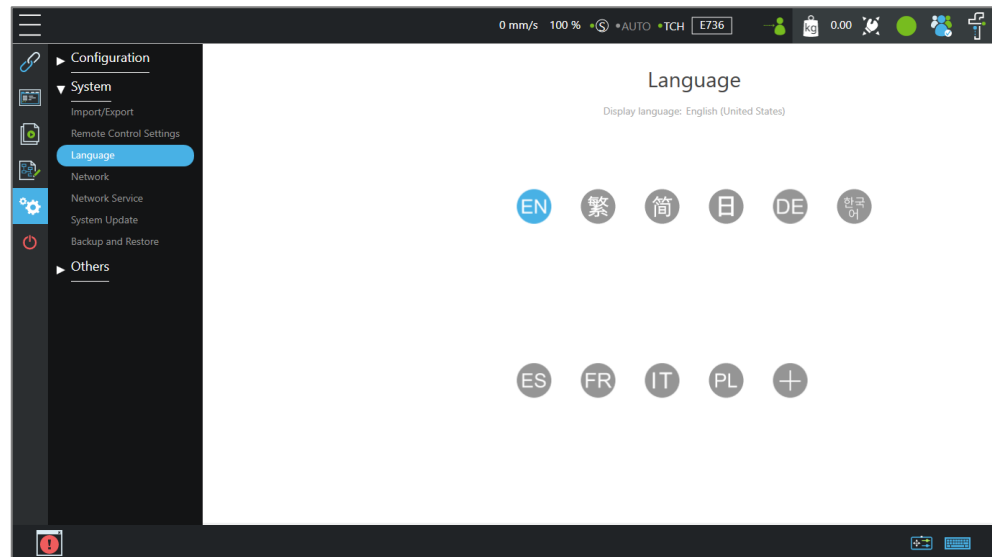 0 mm/s 100 % S AUTO TCH E736 kg 0.00
Configuration
System
Import/Export
Remote Control Settings
Language
Network
Network Service
System Update
Backup and Restore
Others
Language
Display language: English (United States)
EN 繁 简 日 DE 한국어
ES FR IT PL